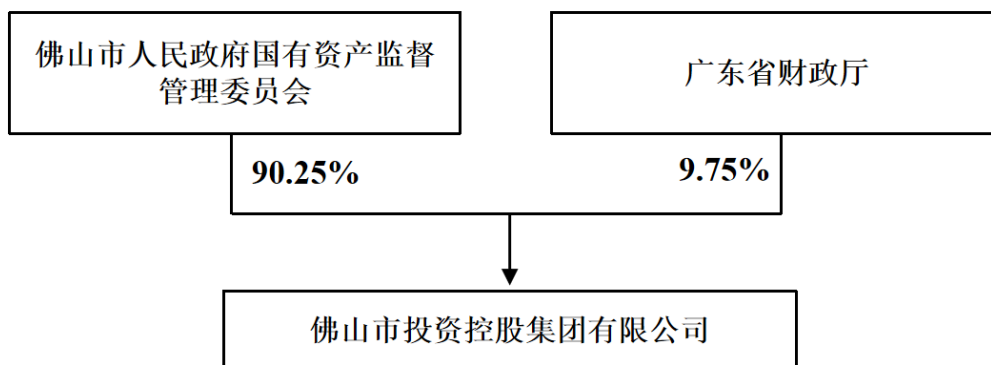 佛山市人民政府国有资产监督
管理委员会
广东省财政厅
90.25%
9.75%
佛山市投资控股集团有限公司